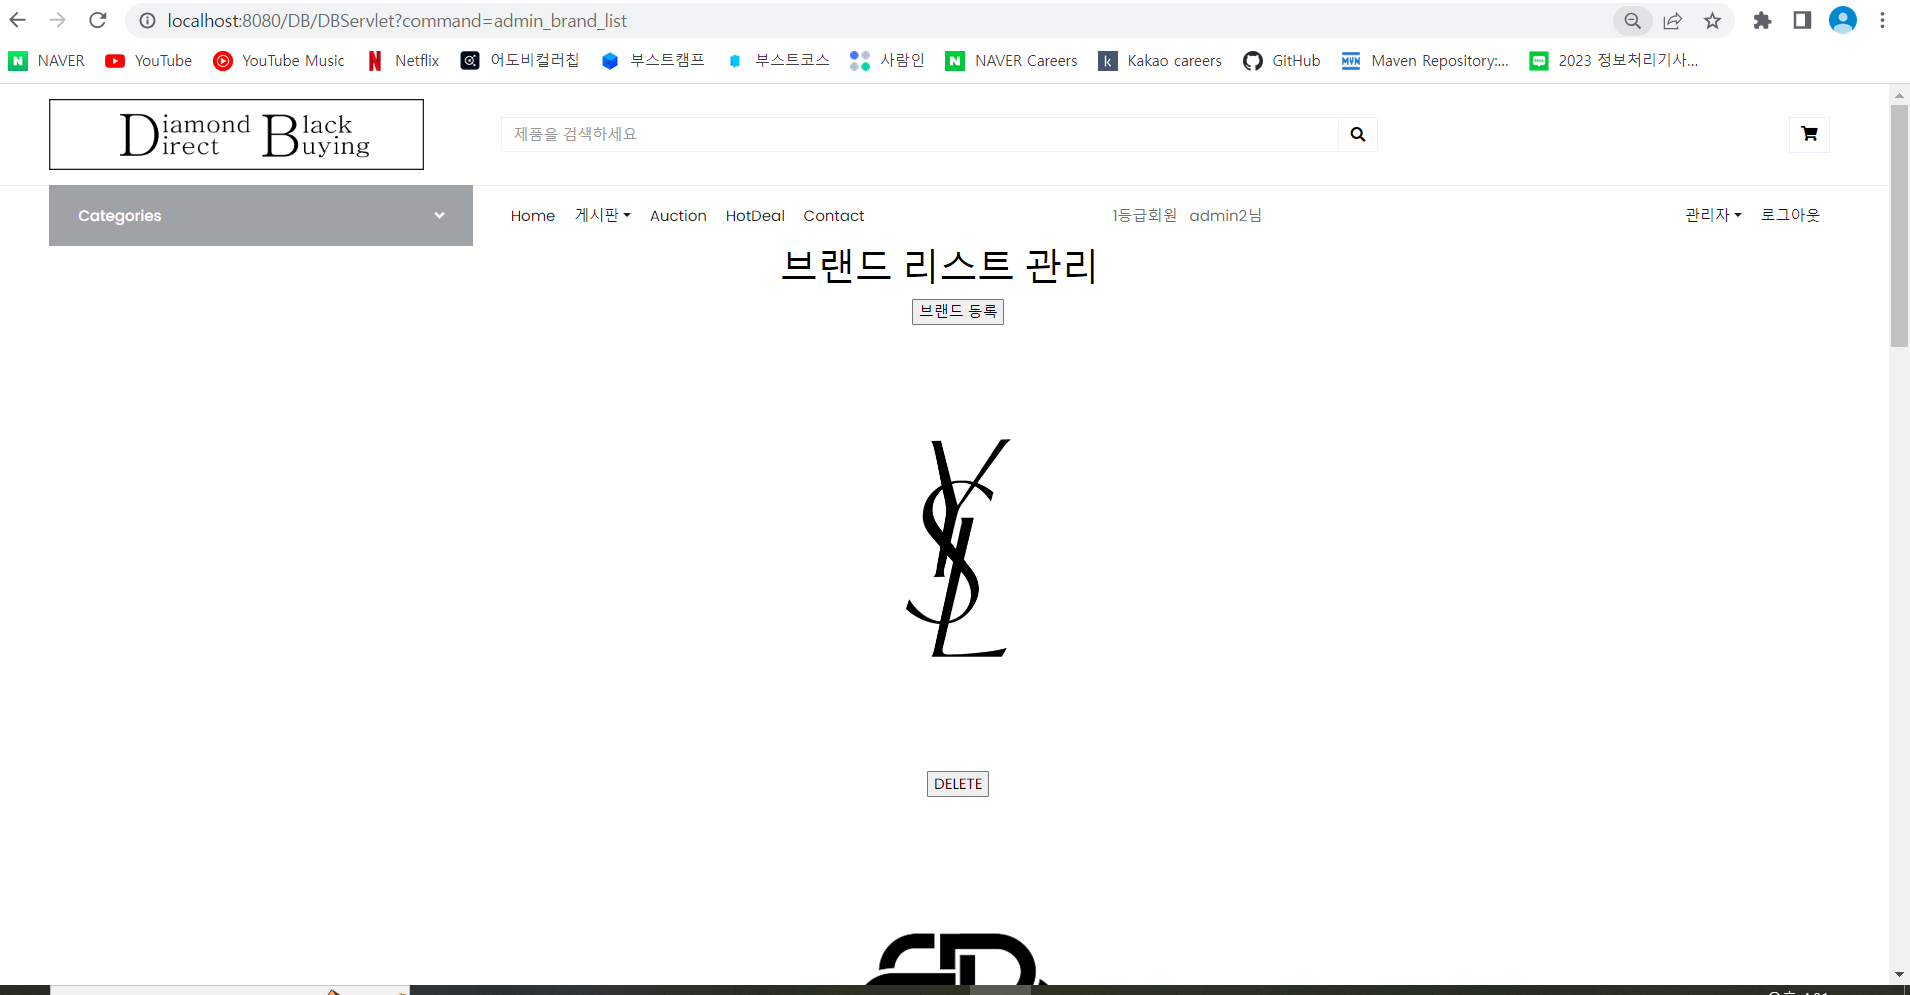 localhost:8080/DB/DBServlet?command=admin_brand_list
NAVER YouTube YouTube Music Netflix 어도비컬러칩 부스트캠프 부스트코스 사람인 NAVER Careers Kakao careers GitHub Maven Repository:... 2023 정보처리기사...
Diamond Black
Direct Buying
제품을 검색하세요
Categories Home 게시판 Auction HotDeal Contact 1등급회원 admin2님 관리자 로그아웃
브랜드 리스트 관리
브랜드 등록
YSL
DELETE